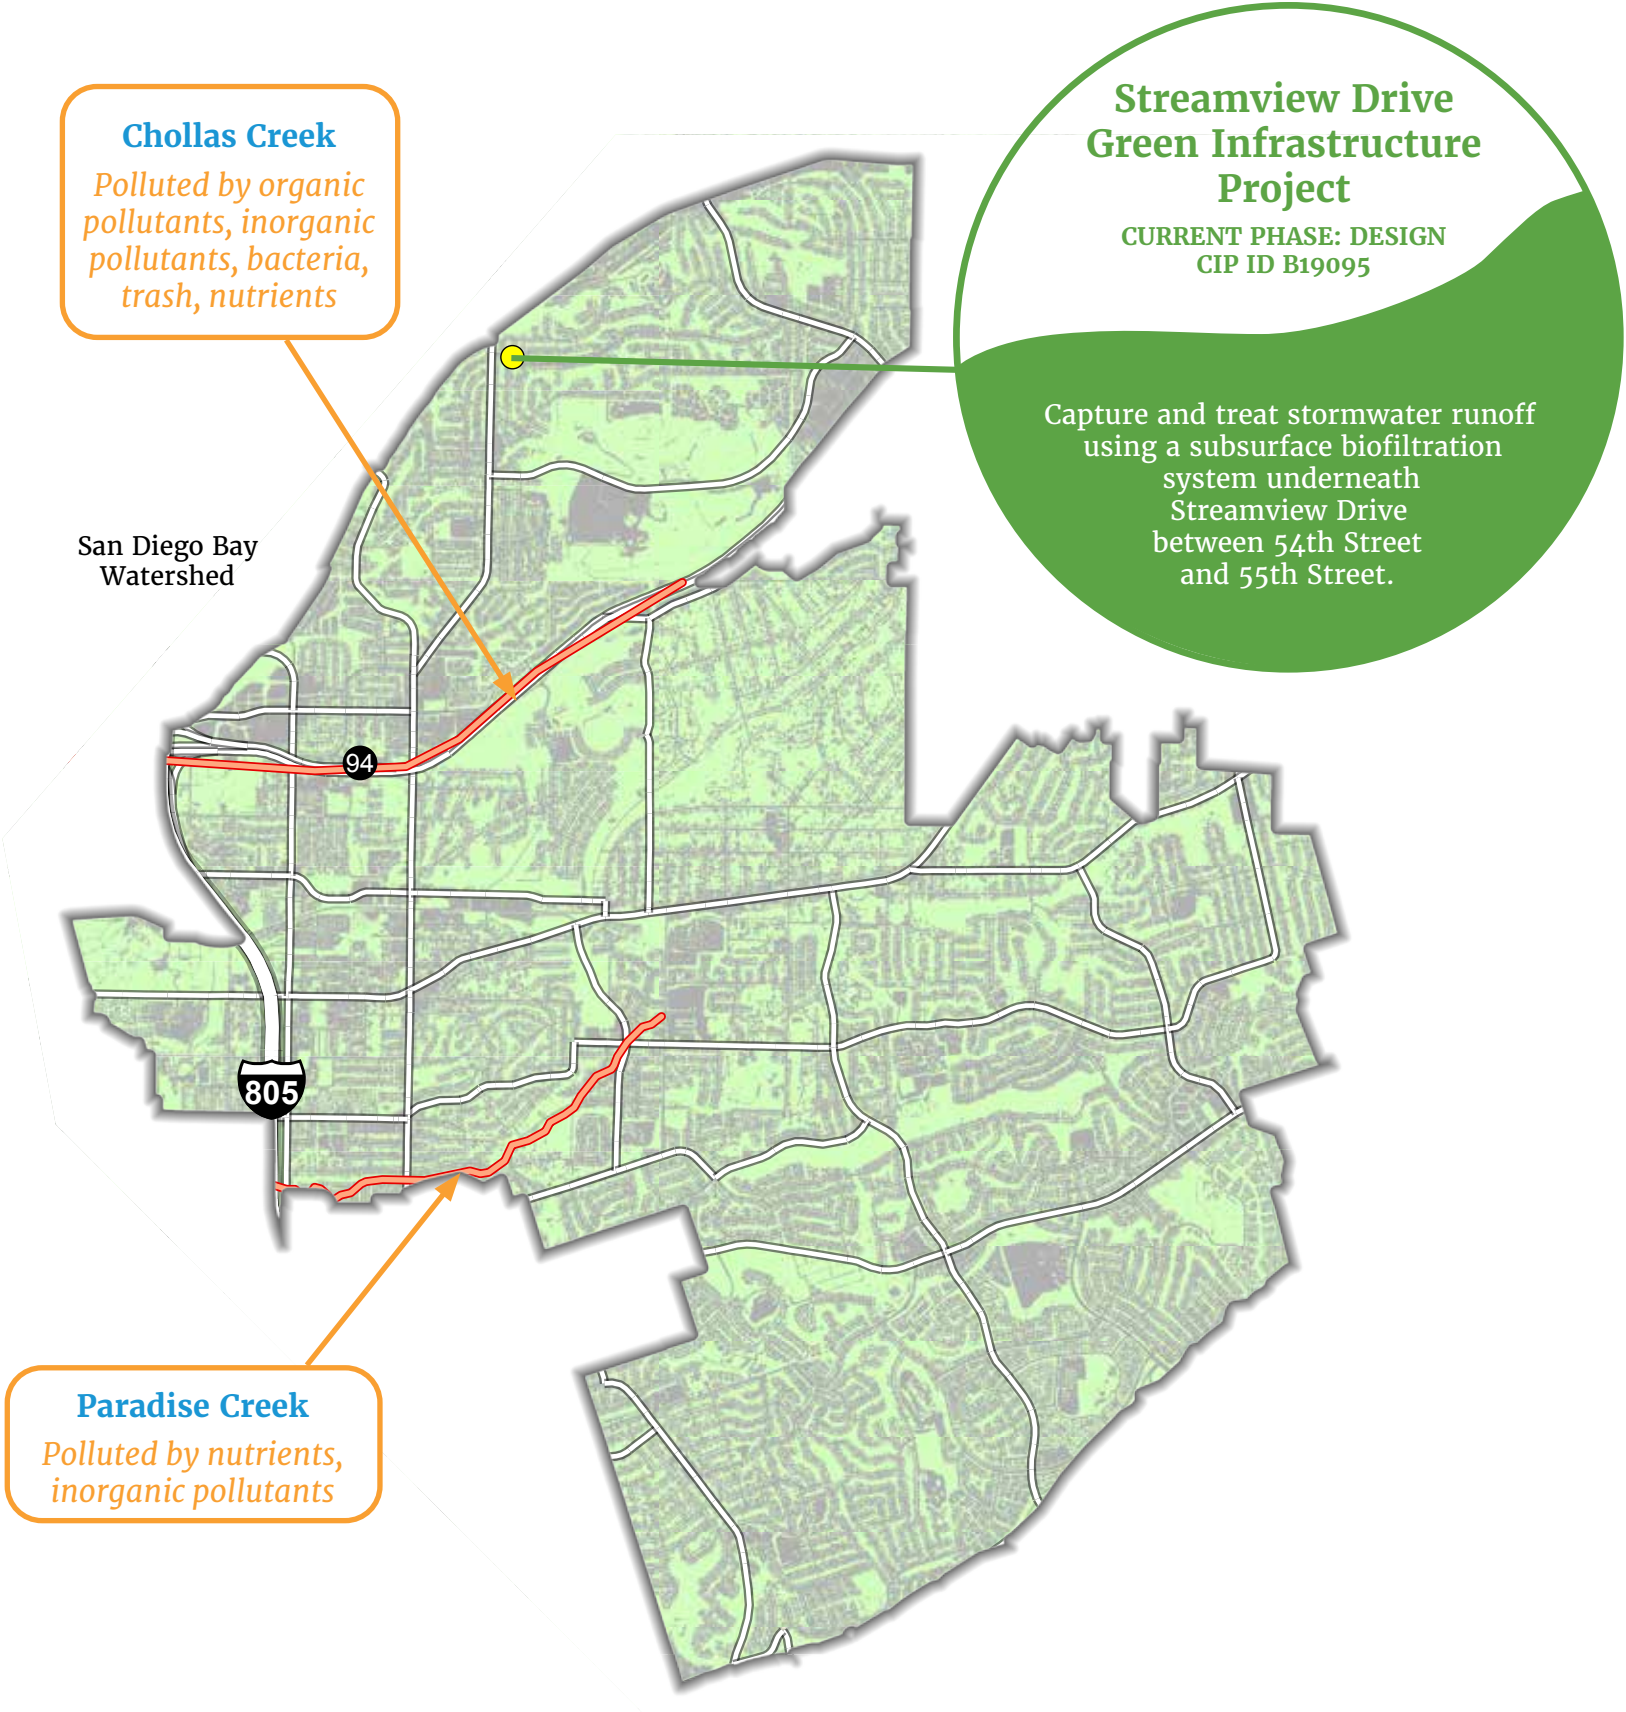 Streamview Drive
Green Infrastructure
Project
CURRENT PHASE: DESIGN
CIP ID B19095
Capture and treat stormwater runoff
using a subsurface biofiltration
system underneath
Streamview Drive
between 54th Street
and 55th Street.
Chollas Creek
Polluted by organic
pollutants, inorganic
pollutants, bacteria,
trash, nutrients
San Diego Bay
Watershed
94
805
Paradise Creek
Polluted by nutrients,
inorganic pollutants